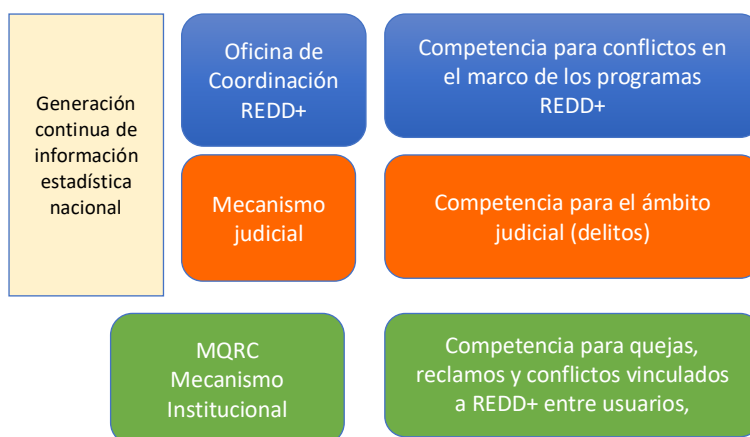 Generación
continua de
información
estadística
nacional
Oficina de
Coordinación
REDD+
Competencia para conflictos en
el marco de los programas
REDD+
Mecanismo
judicial
Competencia para el ámbito
judicial (delitos)
MQRC
Mecanismo
Institucional
Competencia para quejas,
reclamos y conflictos vinculados
a REDD+ entre usuarios,